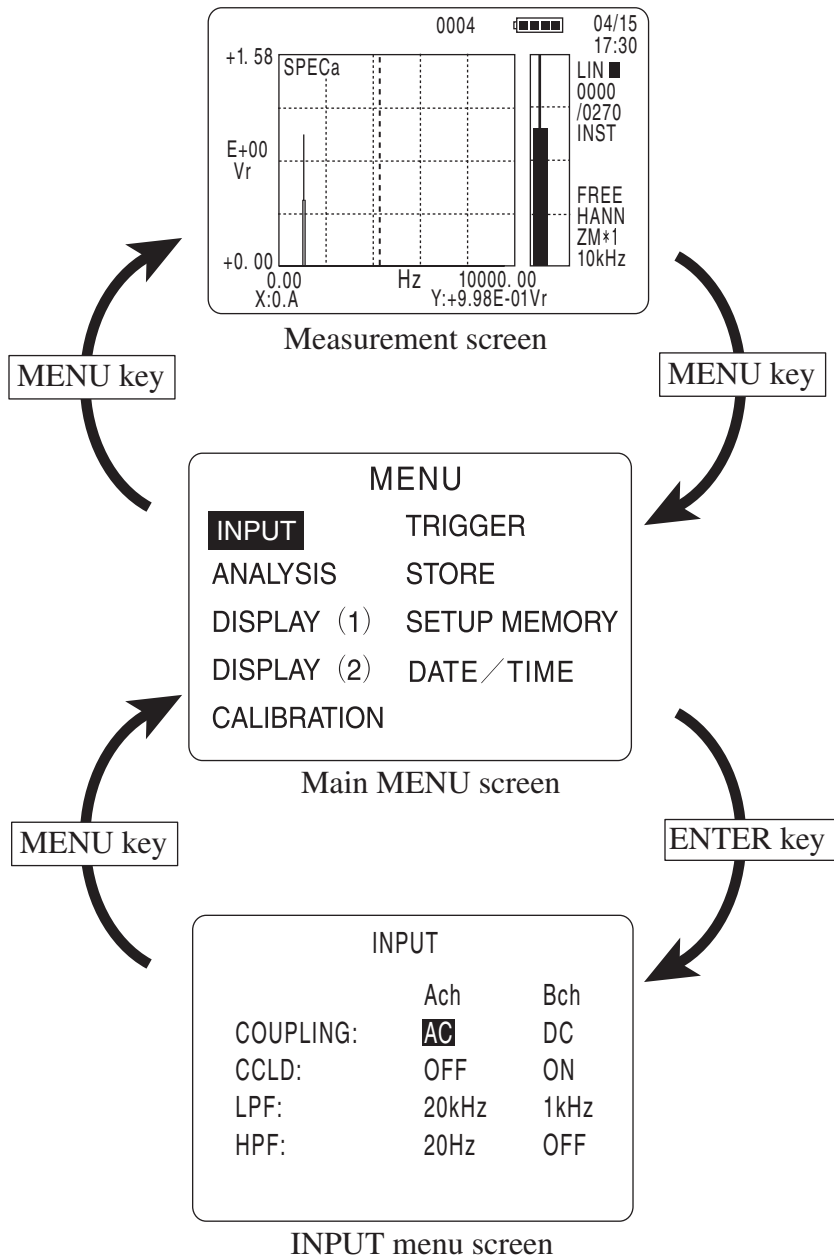 0004 04/15
17:30
+1.58 SPECa LIN
0000
/0270
INST
E+00
Vr
FREE
HANN
ZM*1
10kHz
+0.00
0.00 Hz 10000.00
X:0.A Y:+9.98E-01Vr
Measurement screen
MENU key MENU key
MENU
INPUT TRIGGER
ANALYSIS STORE
DISPLAY (1) SETUP MEMORY
DISPLAY (2) DATE/TIME
CALIBRATION
Main MENU screen
MENU key ENTER key
INPUT
Ach Bch
COUPLING: AC DC
CCLD: OFF ON
LPF: 20kHz 1kHz
HPF: 20Hz OFF
INPUT menu screen